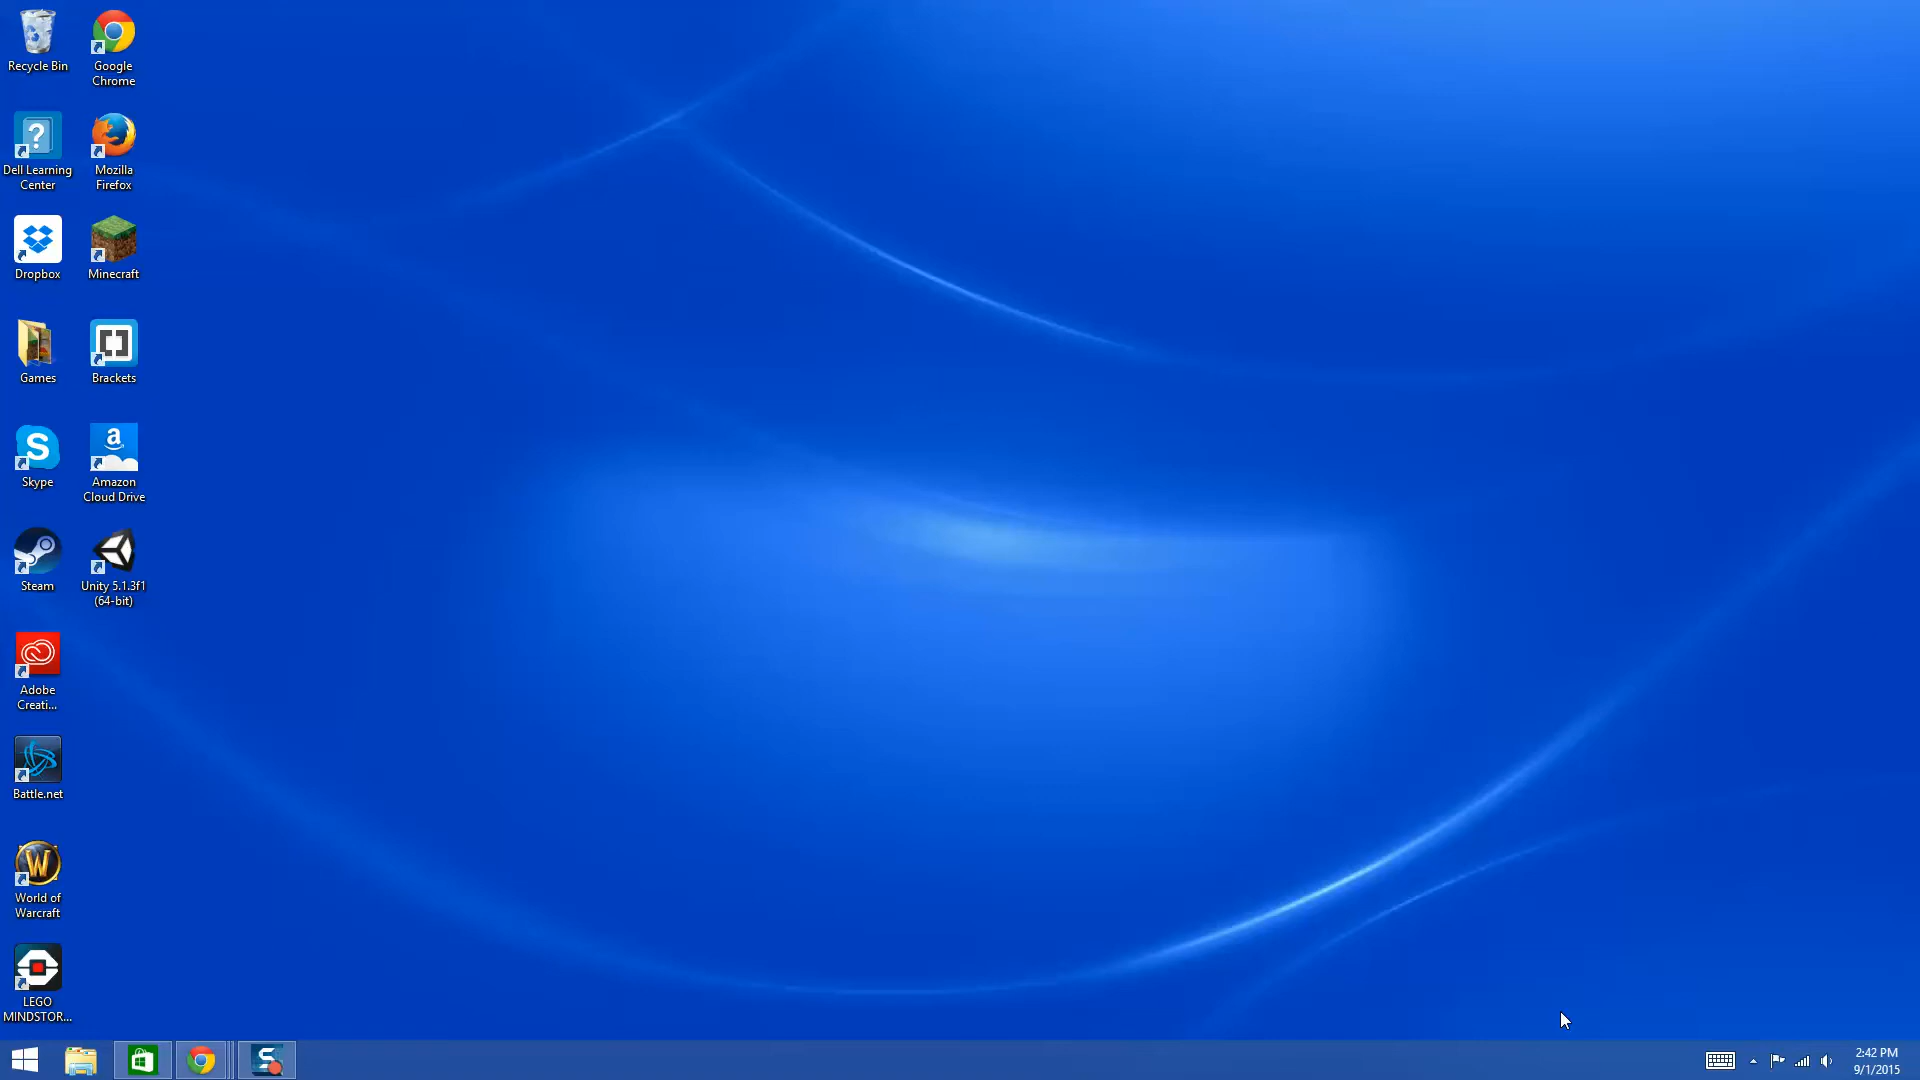 Recycle Bin
Google
Chrome
Dell Learning
Center
Mozilla
Firefox
Dropbox
Minecraft
Games
Brackets
Skype
Amazon
Cloud Drive
Steam
Unity 5.1.3f1
(64-bit)
Adobe
Creati...
Battle.net
World of
Warcraft
LEGO
MINDSTOR...
2:42 PM
9/1/2015